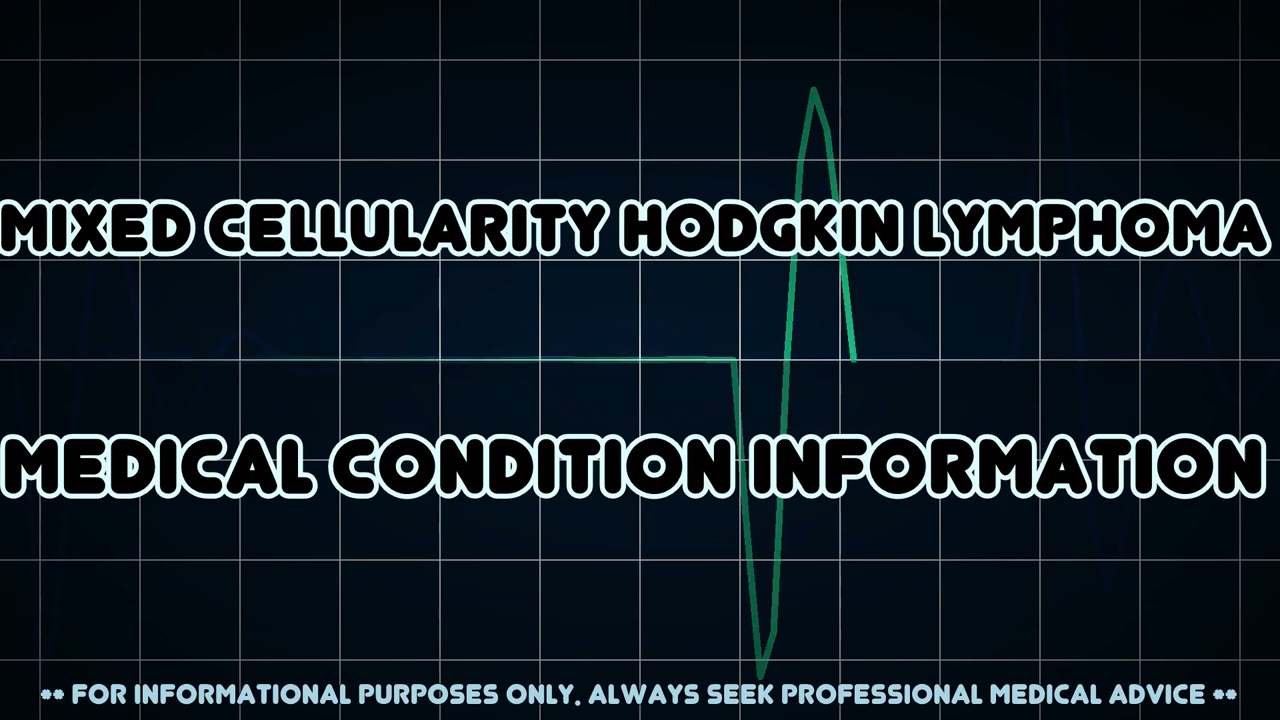 MIXED CELLULARITY HODGKIN LYMPHOMA
MEDICAL CONDITION INFORMATION
** FOR INFORMATIONAL PURPOSES ONLY. ALWAYS SEEK PROFESSIONAL MEDICAL ADVICE **